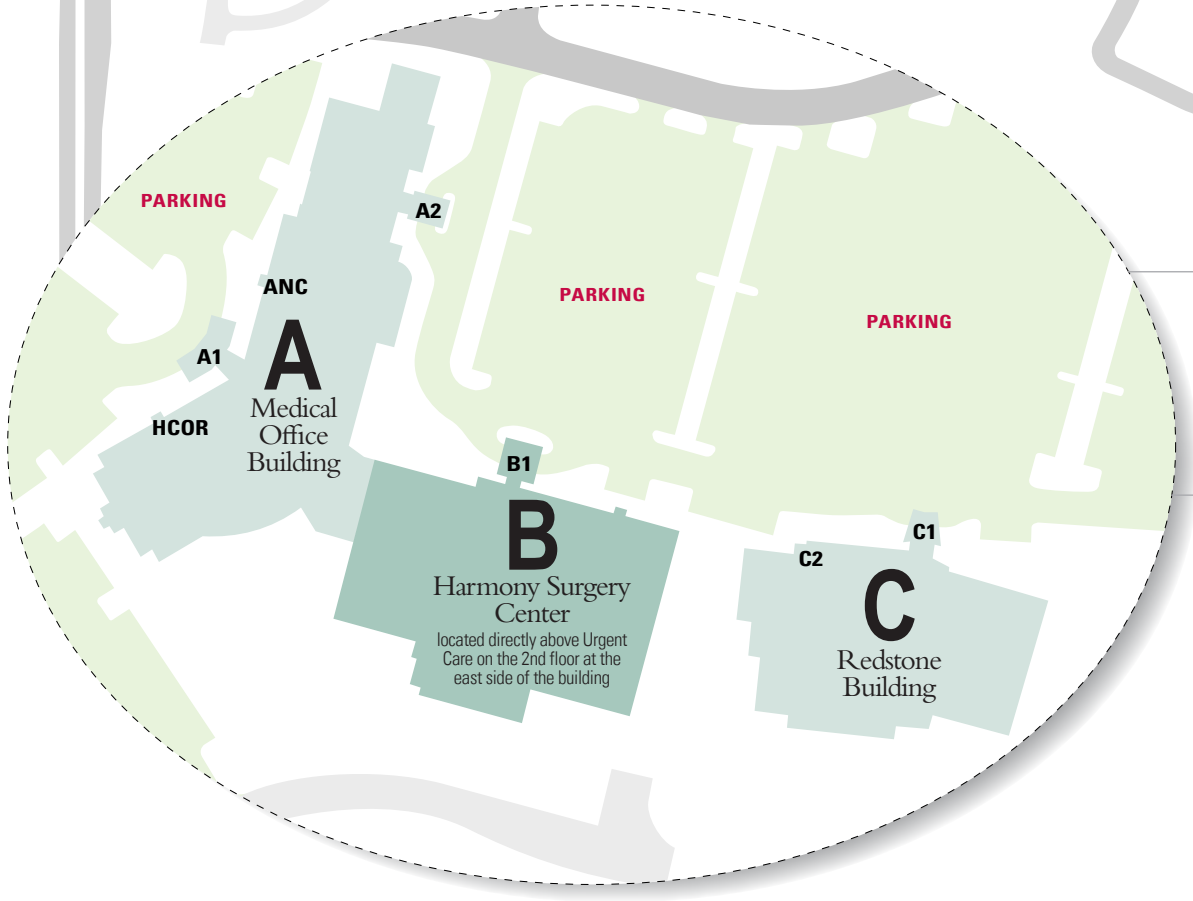 PARKING
A2
ANC
PARKING
PARKING
A1
A
Medical
Office
Building
HCOR
B1
B
Harmony Surgery
Center
located directly above Urgent
Care on the 2nd floor at the
east side of the building
C1
C2
C
Redstone
Building